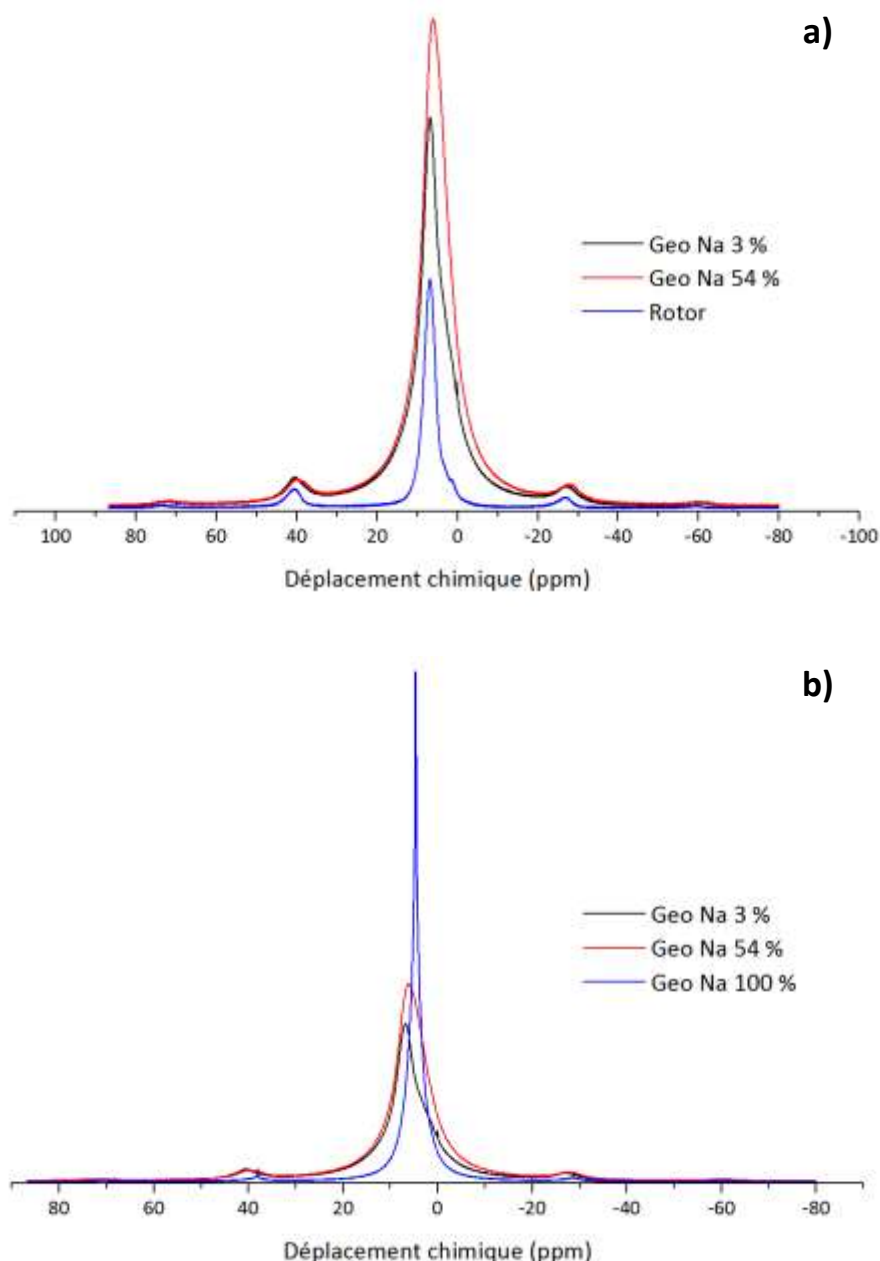 a)
Geo Na 3 %
Geo Na 54 %
Rotor
100 80 60 40 20 0 -20 -40 -60 -80 -100
Déplacement chimique (ppm)
b)
Geo Na 3 %
Geo Na 54 %
Geo Na 100 %
80 60 40 20 0 -20 -40 -60 -80
Déplacement chimique (ppm)